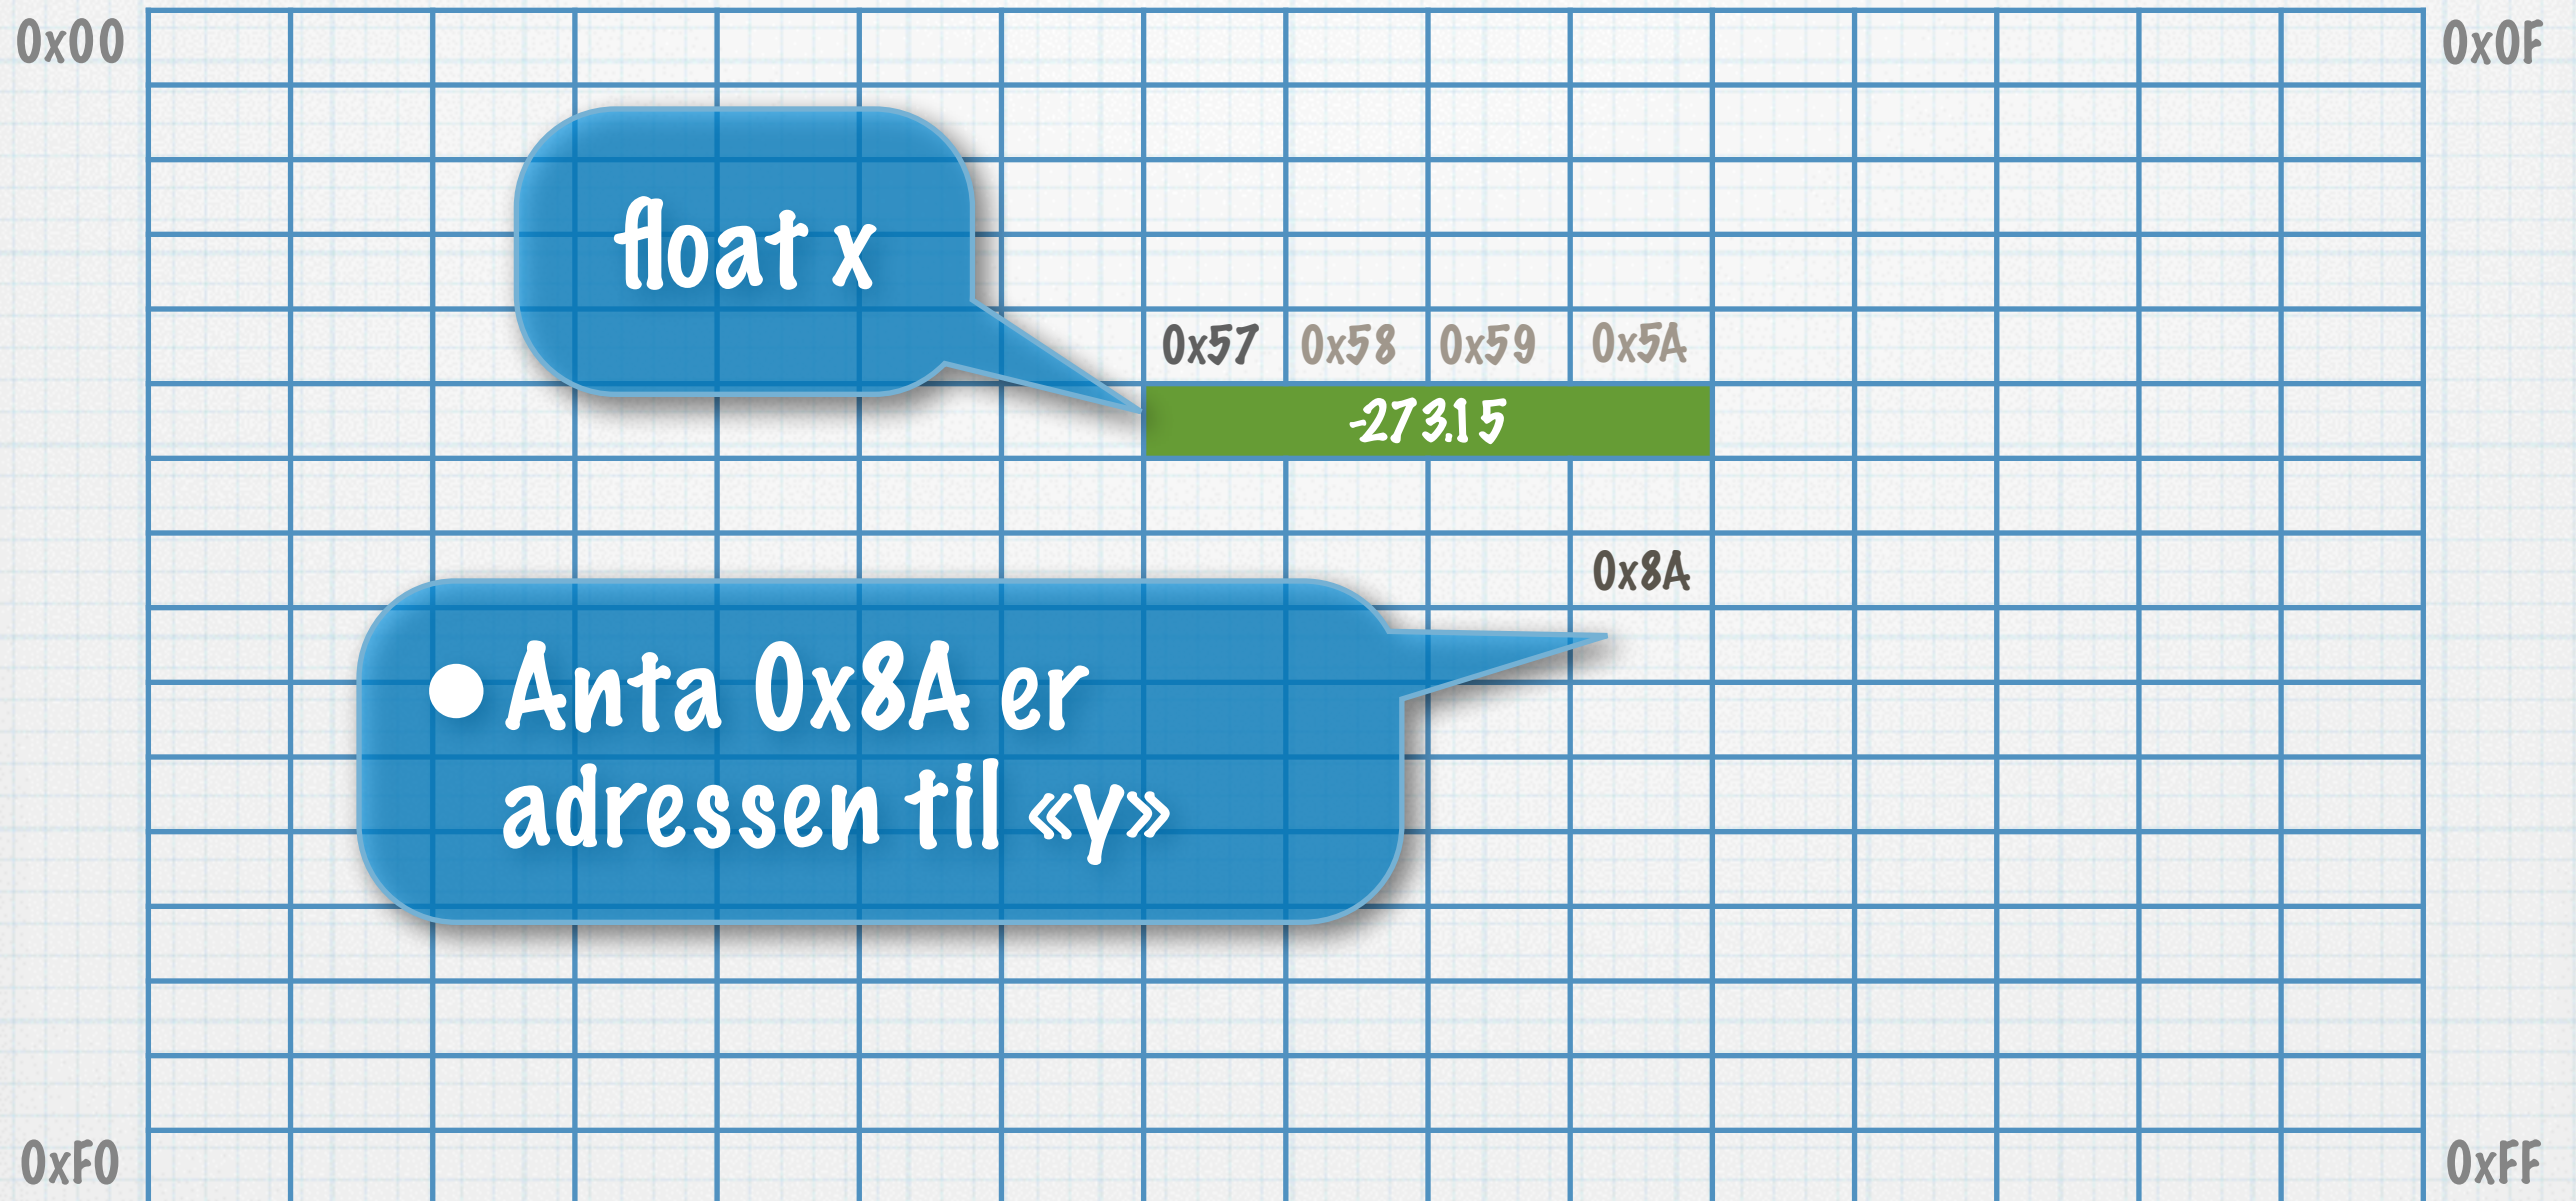 0x00
0x0F
float x
0x57 0x58 0x59 0x5A
-273.15
0x8A
• Anta 0x8A er
adressen til «y»
0xF0
0xFF